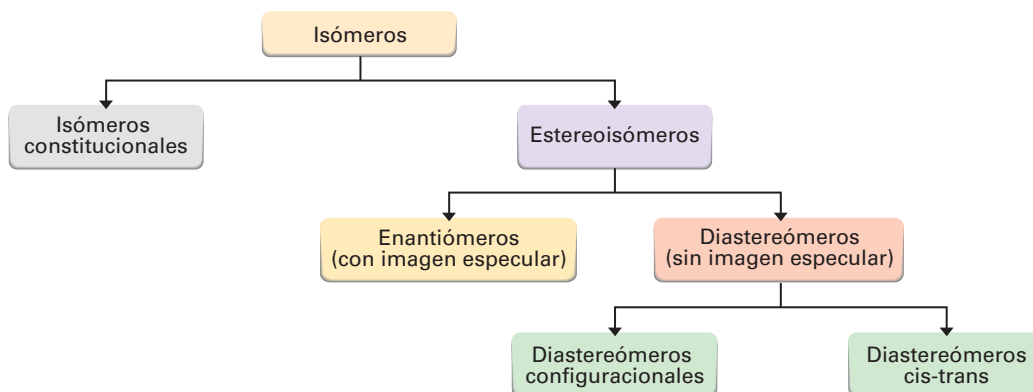 Isómeros
Isómeros
constitucionales
Estereoisómeros
Enantiómeros
(con imagen especular)
Diastereómeros
(sin imagen especular)
Diastereómeros
configuracionales
Diastereómeros
cis-trans